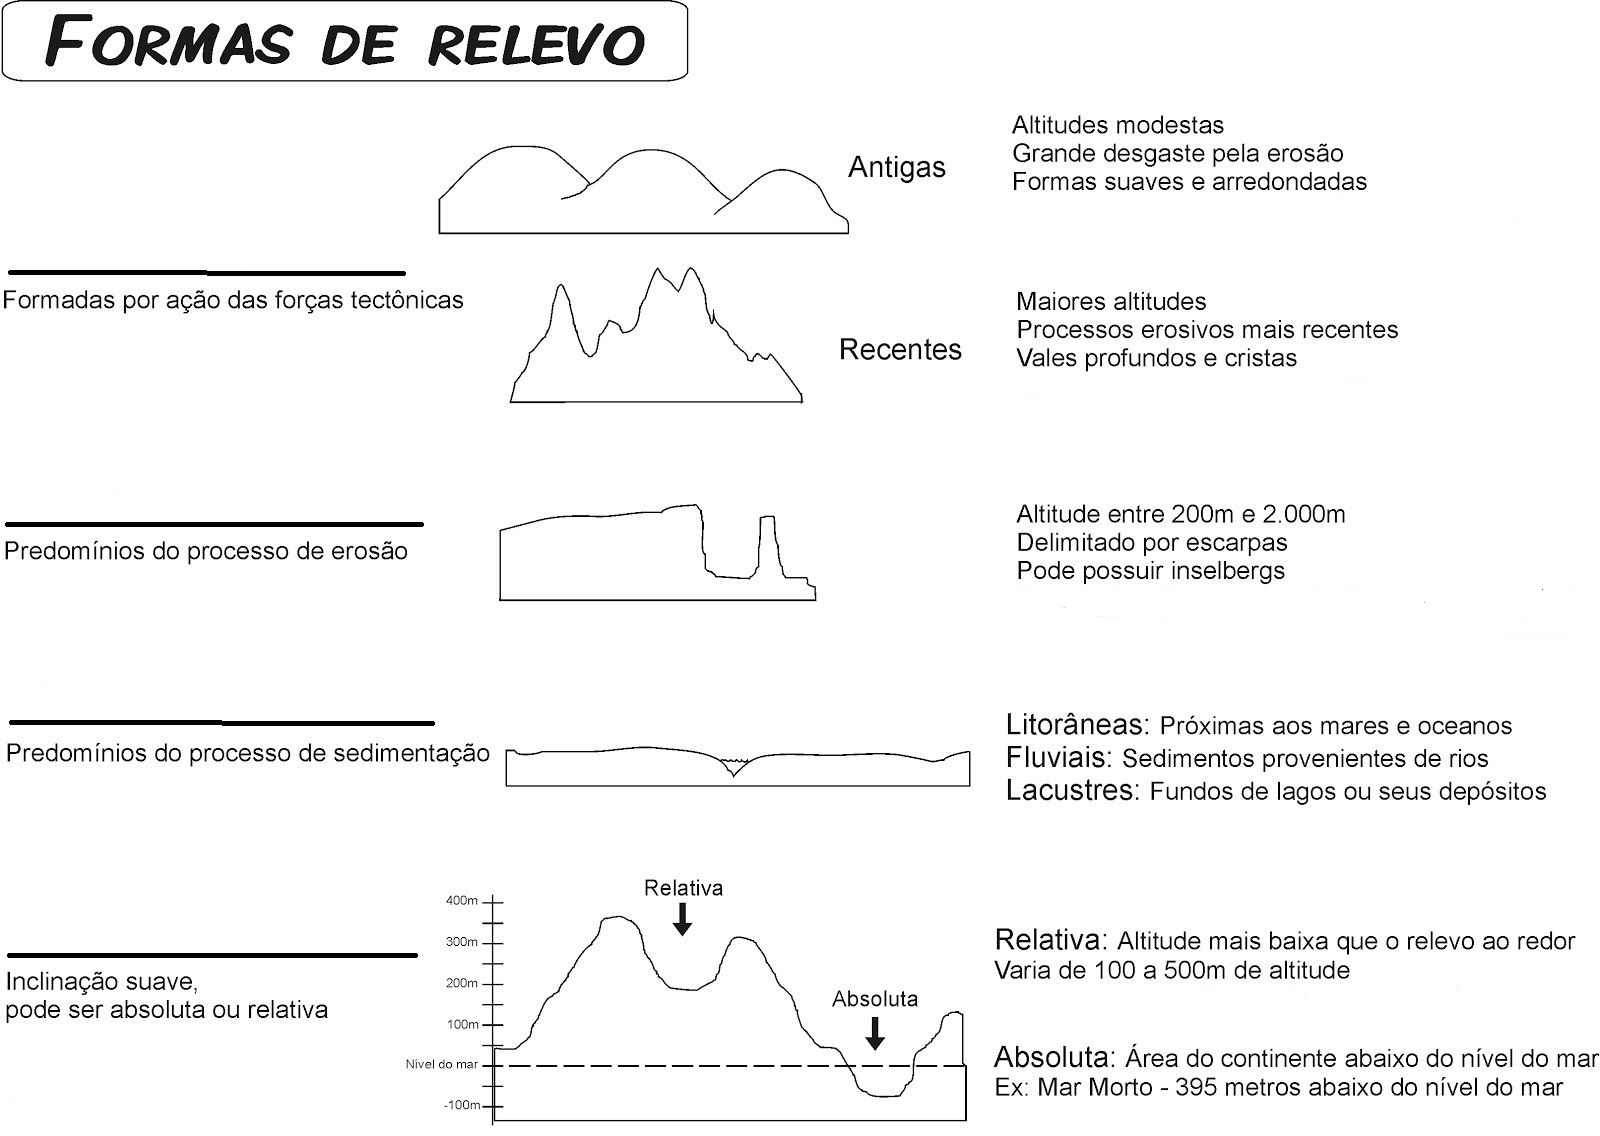 FORMAS DE RELEVO
Antigas
Altitudes modestas
Grande desgaste pela erosão
Formas suaves e arredondadas
Formadas por ação das forças tectônicas
Recentes
Maiores altitudes
Processos erosivos mais recentes
Vales profundos e cristas
Predomínios do processo de erosão
Altitude entre 200m e 2.000m
Delimitado por escarpas
Pode possuir inselbergs
Predomínios do processo de sedimentação
Litorâneas: Próximas aos mares e oceanos
Fluviais: Sedimentos provenientes de rios
Lacustres: Fundos de lagos ou seus depósitos
Inclinação suave,
pode ser absoluta ou relativa
400m
300m
200m
100m
Nível do mar
-100m
Relativa
Absoluta
Relativa: Altitude mais baixa que o relevo ao redor
Varia de 100 a 500m de altitude
Absoluta: Área do continente abaixo do nível do mar
Ex: Mar Morto - 395 metros abaixo do nível do mar